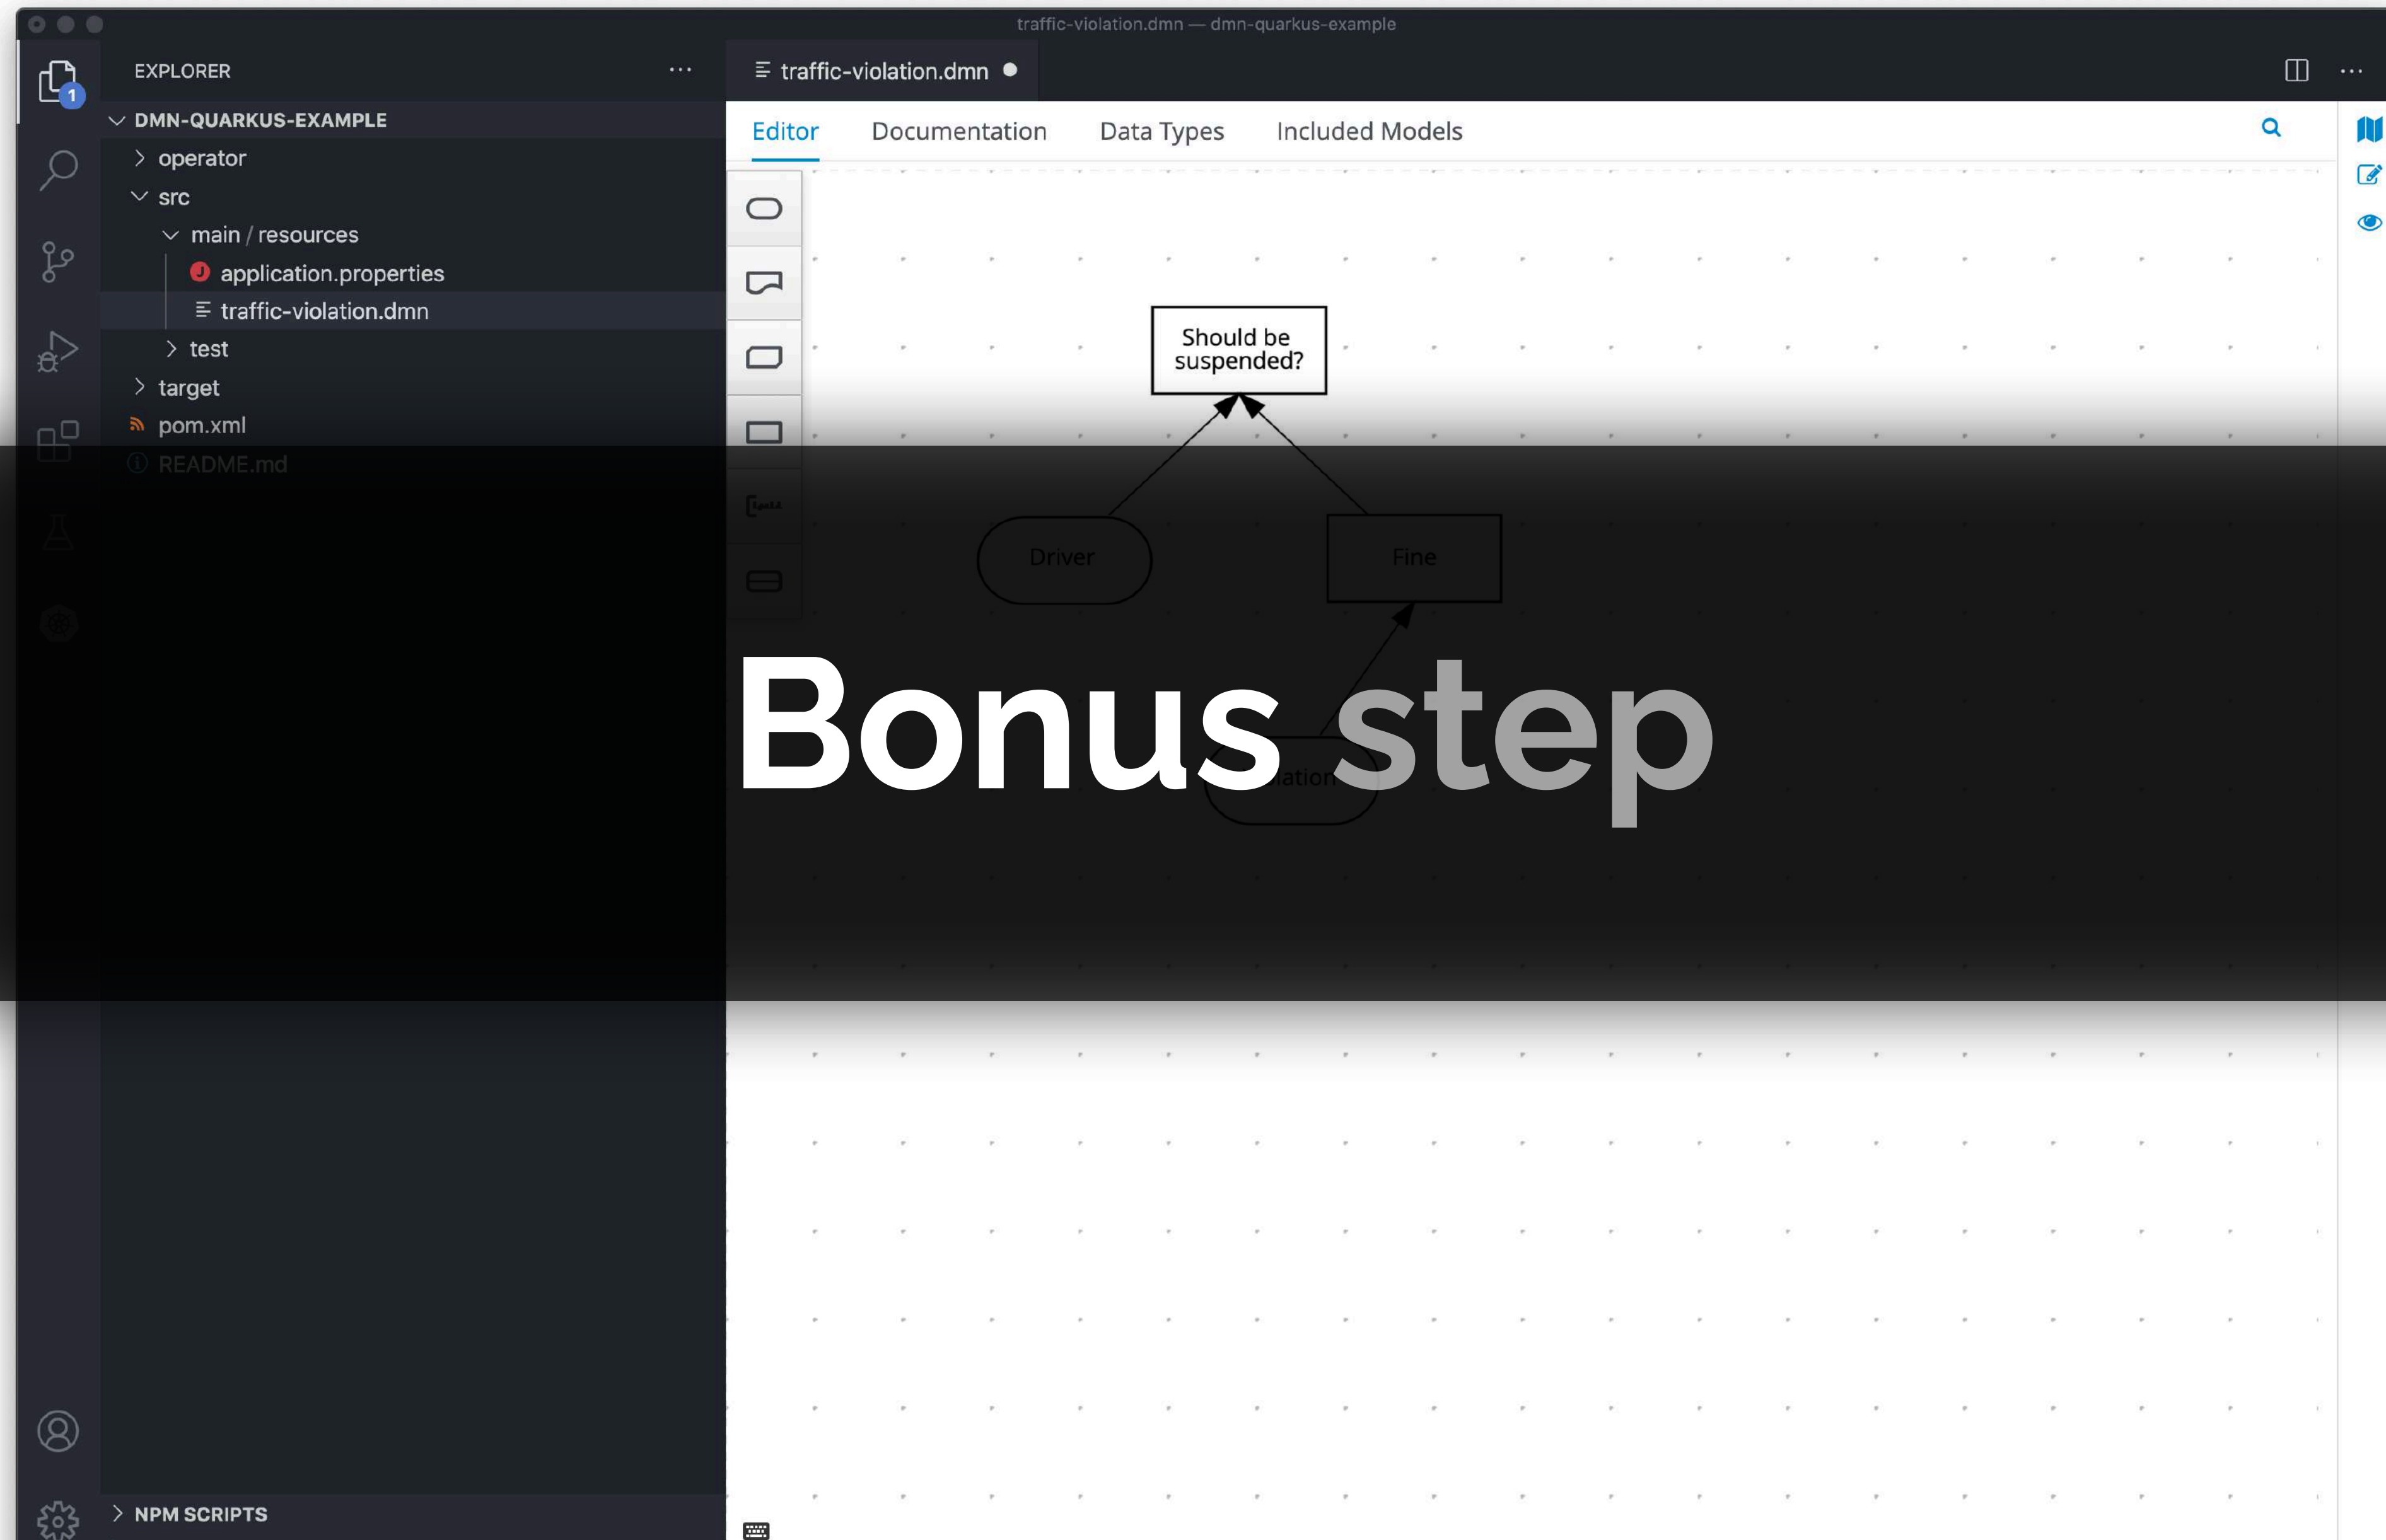 traffic-violation.dmn — dmn-quarkus-example
EXPLORER
traffic-violation.dmn
1
DMN-QUARKUS-EXAMPLE
operator
src
main / resources
application.properties
traffic-violation.dmn
test
target
pom.xml
README.md
NPM SCRIPTS
Editor Documentation Data Types Included Models
Should be
suspended?
Driver
Fine
Bonus step